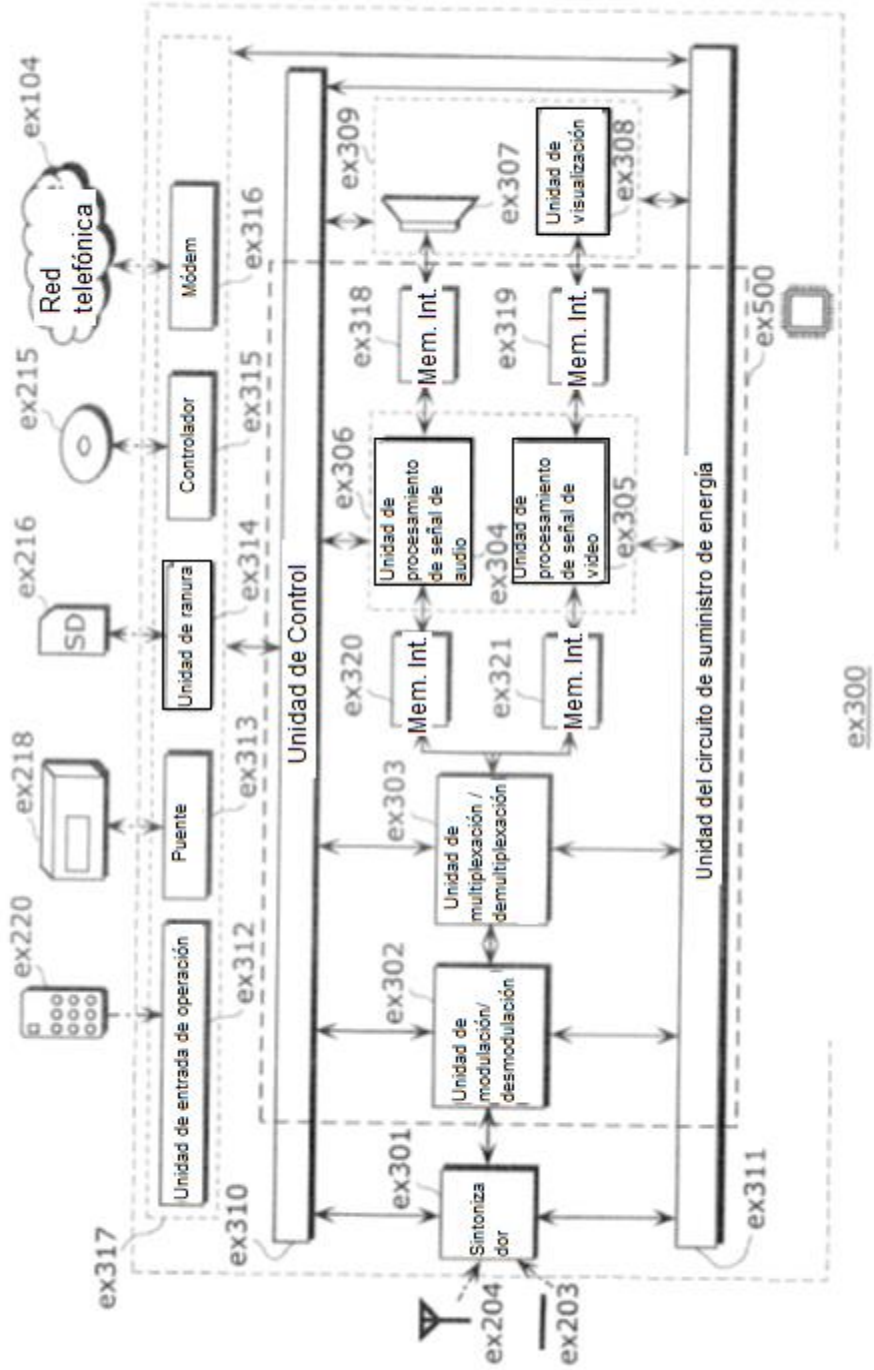 ex220
ex218
ex216
SD
ex215
Red
telefónica
ex104
ex317
Unidad de entrada de operación
ex312
Puente
ex313
Unidad de ranura
ex314
Controlador
ex315
Módem
ex316
ex310
Unidad de Control
ex204
ex203
ex301
Sintoniza
dor
ex302
Unidad de
modulación/
desmodulación
ex303
Unidad de
multiplexación /
demultiplexación
ex320
Mem. Int.
ex321
Mem. Int.
ex306
Unidad de
procesamiento
de señal de
audio
ex304
Unidad de
procesamiento
de señal de
video
ex305
ex318
Mem. Int.
ex319
Mem. Int.
ex309
ex307
Unidad de
visualización
ex308
ex311
Unidad del circuito de suministro de energía
ex500
ex300